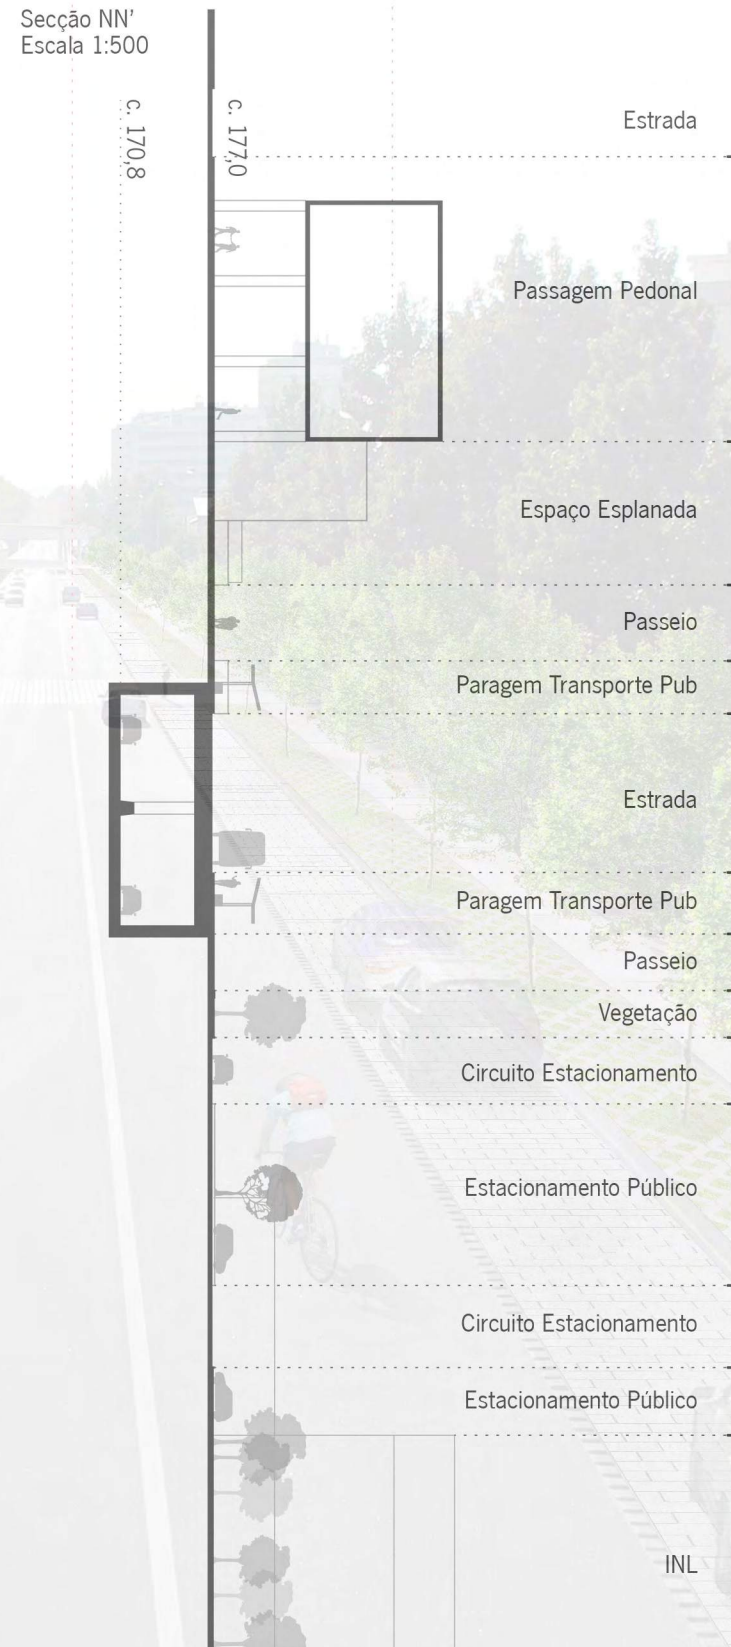 Secção NN'
Escala 1:500
c. 170,8
c. 177,0
Estrada
Passagem Pedonal
Espaço Esplanada
Passeio
Paragem Transporte Pub
Estrada
Paragem Transporte Pub
Passeio
Vegetação
Circuito Estacionamento
Estacionamento Público
Circuito Estacionamento
Estacionamento Público
INL